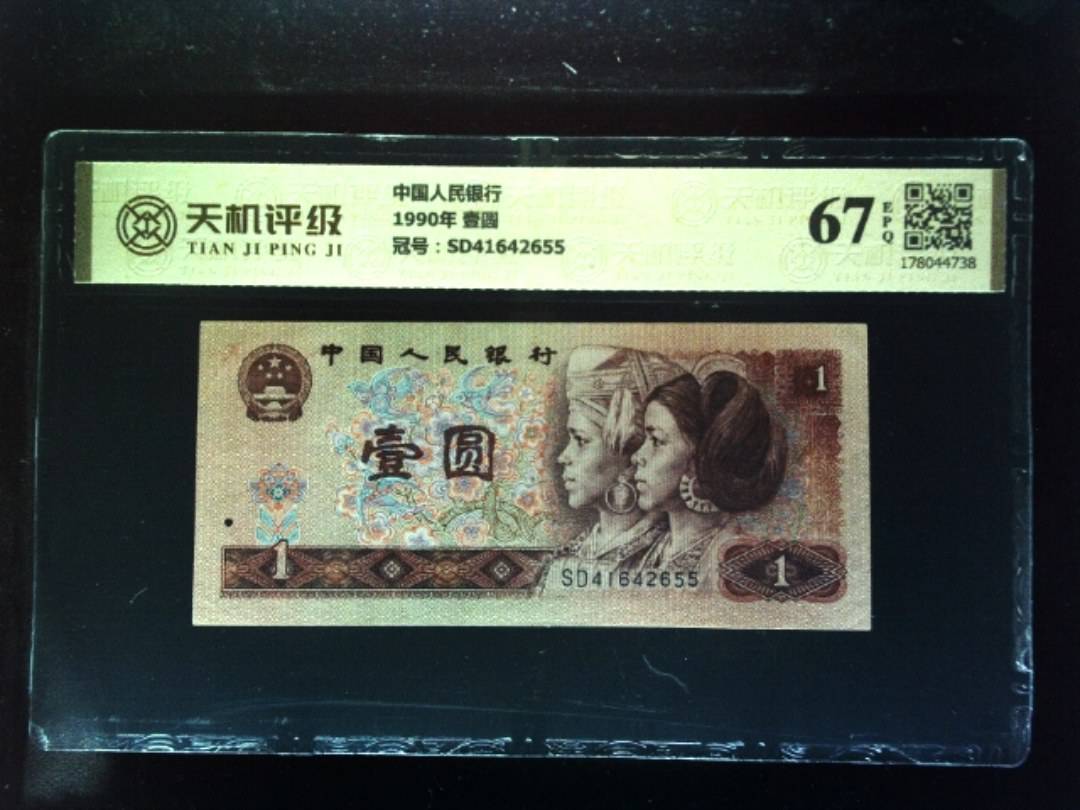 天机评级
TIAN JI PING JI
中国人民银行
1990年 壹圆
冠号：SD41642655
67
EPQ
178044738
中国人民银行
1
壹圆
1
SD41642655
1